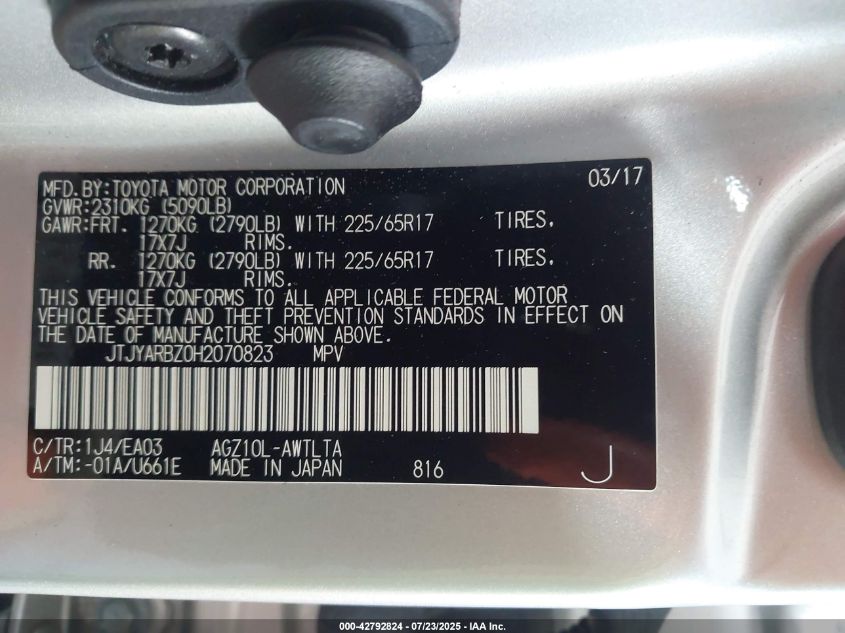 MFD.BY:TOYOTA MOTOR CORPORATION 03/17
GVWR:2310KG (5090LB)
GAWR:FRT. 1270KG (2790LB) WITH 225/65R17 TIRES,
17X7J RIMS.
RR. 1270KG (2790LB) WITH 225/65R17 TIRES,
17X7J RIMS.
THIS VEHICLE CONFORMS TO ALL APPLICABLE FEDERAL MOTOR
VEHICLE SAFETY AND THEFT PREVENTION STANDARDS IN EFFECT ON
THE DATE OF MANUFACTURE SHOWN ABOVE.
JTJYARBZ0H2070823 MPV
C/TR:1J4/EA03 AGZ10L-AWTLTA
A/TM:-01A/U661E MADE IN JAPAN 816 J
000-42792824 - 07/23/2025 - IAA Inc.